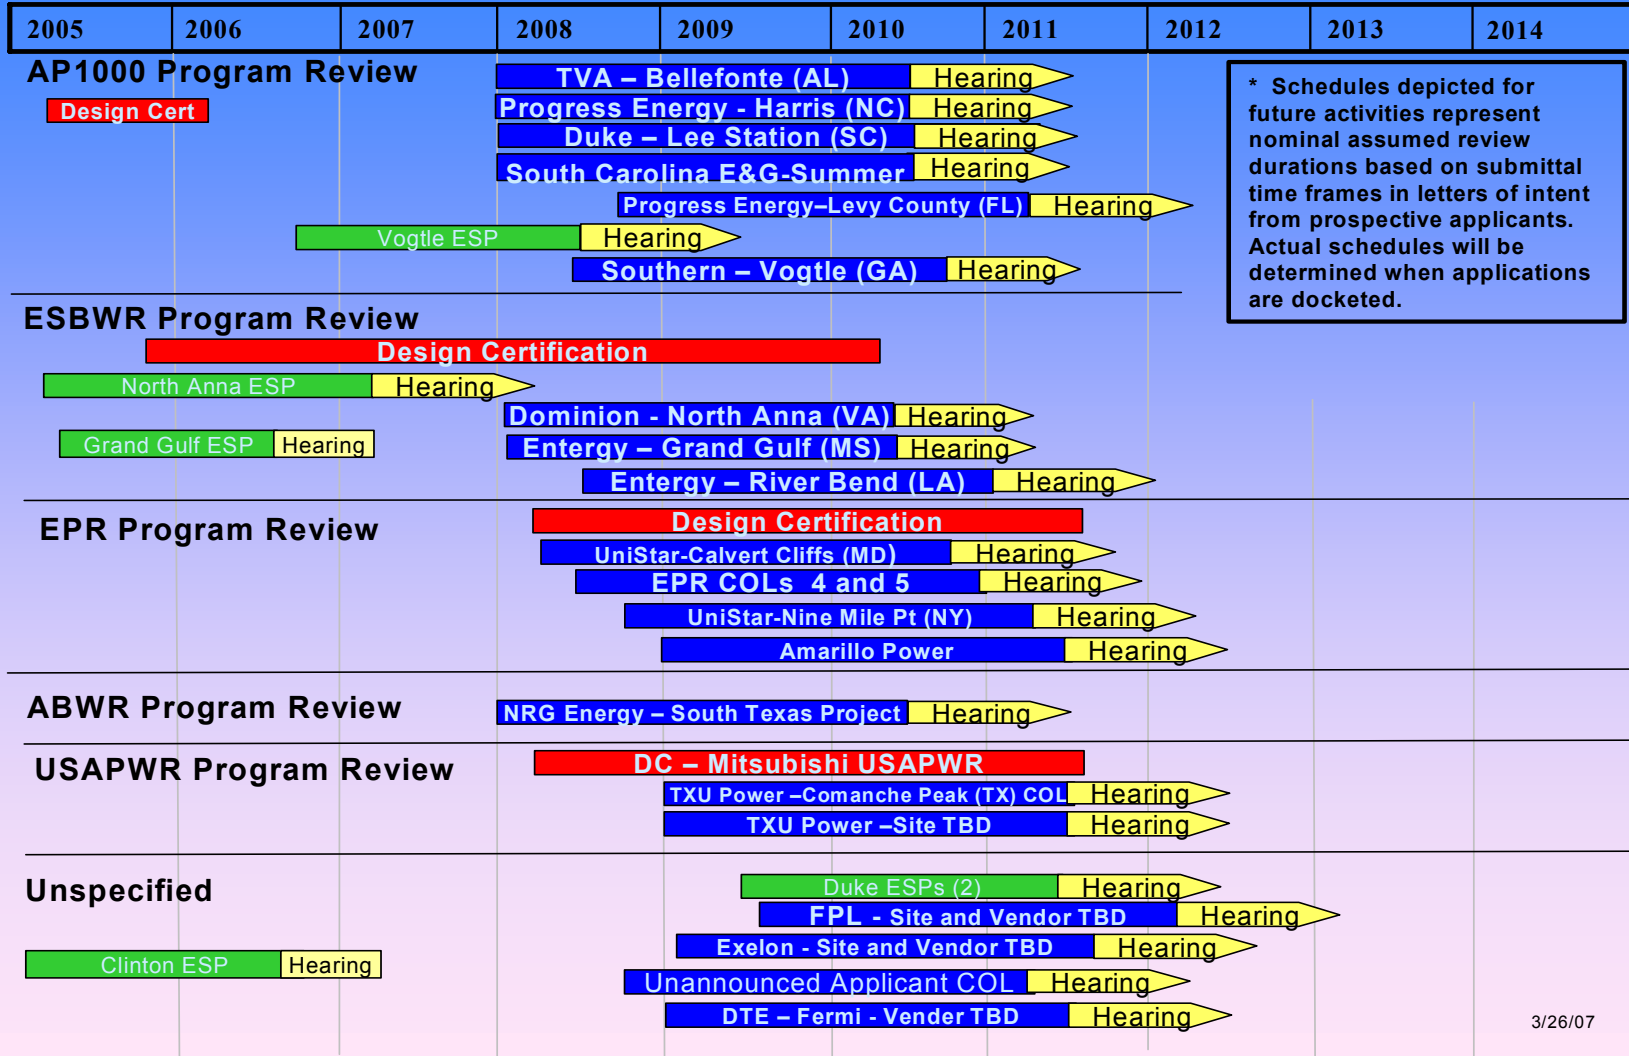 2005 2006 2007 2008 2009 2010 2011 2012 2013 2014
AP1000 Program Review
Design Cert
TVA – Bellefonte (AL) Hearing
Progress Energy - Harris (NC) Hearing
Duke – Lee Station (SC) Hearing
South Carolina E&G-Summer Hearing
Progress Energy–Levy County (FL) Hearing
Vogtle ESP Hearing
Southern – Vogtle (GA) Hearing
* Schedules depicted for
future activities represent
nominal assumed review
durations based on submittal
time frames in letters of intent
from prospective applicants.
Actual schedules will be
determined when applications
are docketed.
ESBWR Program Review
Design Certification
North Anna ESP Hearing
Dominion - North Anna (VA) Hearing
Grand Gulf ESP Hearing
Entergy – Grand Gulf (MS) Hearing
Entergy – River Bend (LA) Hearing
EPR Program Review
Design Certification
UniStar-Calvert Cliffs (MD) Hearing
EPR COLs 4 and 5 Hearing
UniStar-Nine Mile Pt (NY) Hearing
Amarillo Power Hearing
ABWR Program Review
NRG Energy – South Texas Project Hearing
USAPWR Program Review
DC – Mitsubishi USAPWR
TXU Power –Comanche Peak (TX) COL Hearing
TXU Power –Site TBD Hearing
Unspecified
Duke ESPs (2) Hearing
FPL - Site and Vendor TBD Hearing
Exelon - Site and Vendor TBD Hearing
Clinton ESP Hearing
Unannounced Applicant COL Hearing
DTE – Fermi - Vender TBD Hearing
3/26/07